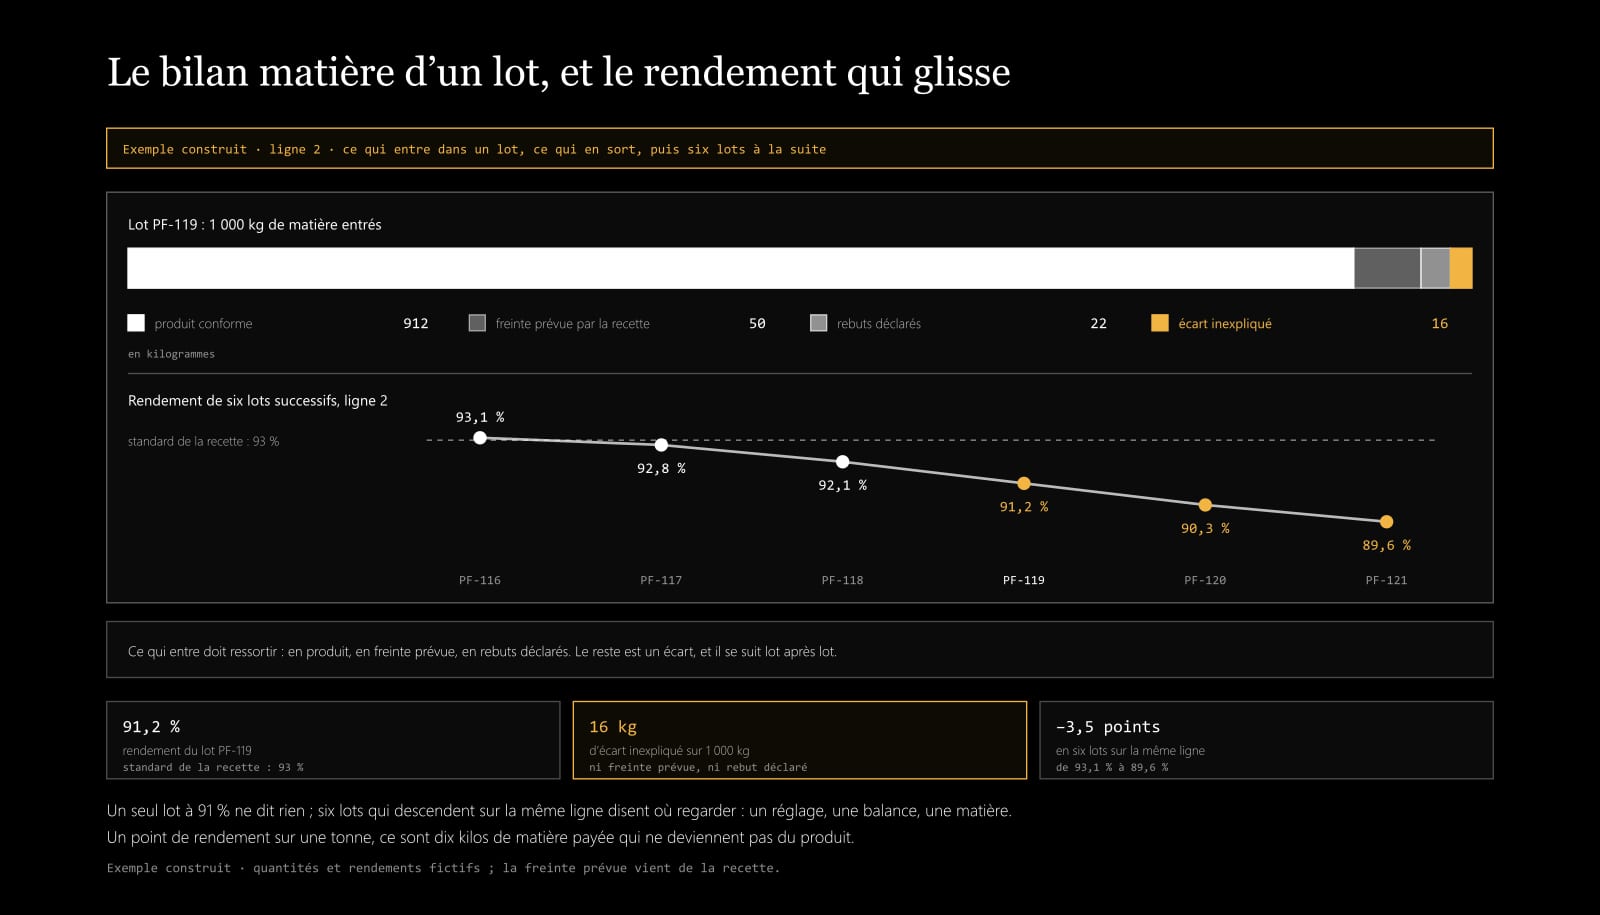 Le bilan matière d’un lot, et le rendement qui glisse
Exemple construit · ligne 2 · ce qui entre dans un lot, ce qui en sort, puis six lots à la suite
Lot PF-119 : 1 000 kg de matière entrés
produit conforme 912 freinte prévue par la recette 50 rebuts déclarés 22 écart inexpliqué 16
en kilogrammes
Rendement de six lots successifs, ligne 2
93,1 %
standard de la recette : 93 %
92,8 %
92,1 %
91,2 %
90,3 %
89,6 %
PF-116 PF-117 PF-118 PF-119 PF-120 PF-121
Ce qui entre doit ressortir : en produit, en freinte prévue, en rebuts déclarés. Le reste est un écart, et il se suit lot après lot.
91,2 %
rendement du lot PF-119
standard de la recette : 93 %
16 kg
d’écart inexpliqué sur 1 000 kg
ni freinte prévue, ni rebut déclaré
−3,5 points
en six lots sur la même ligne
de 93,1 % à 89,6 %
Un seul lot à 91 % ne dit rien ; six lots qui descendent sur la même ligne disent où regarder : un réglage, une balance, une matière.
Un point de rendement sur une tonne, ce sont dix kilos de matière payée qui ne deviennent pas du produit.
Exemple construit · quantités et rendements fictifs ; la freinte prévue vient de la recette.